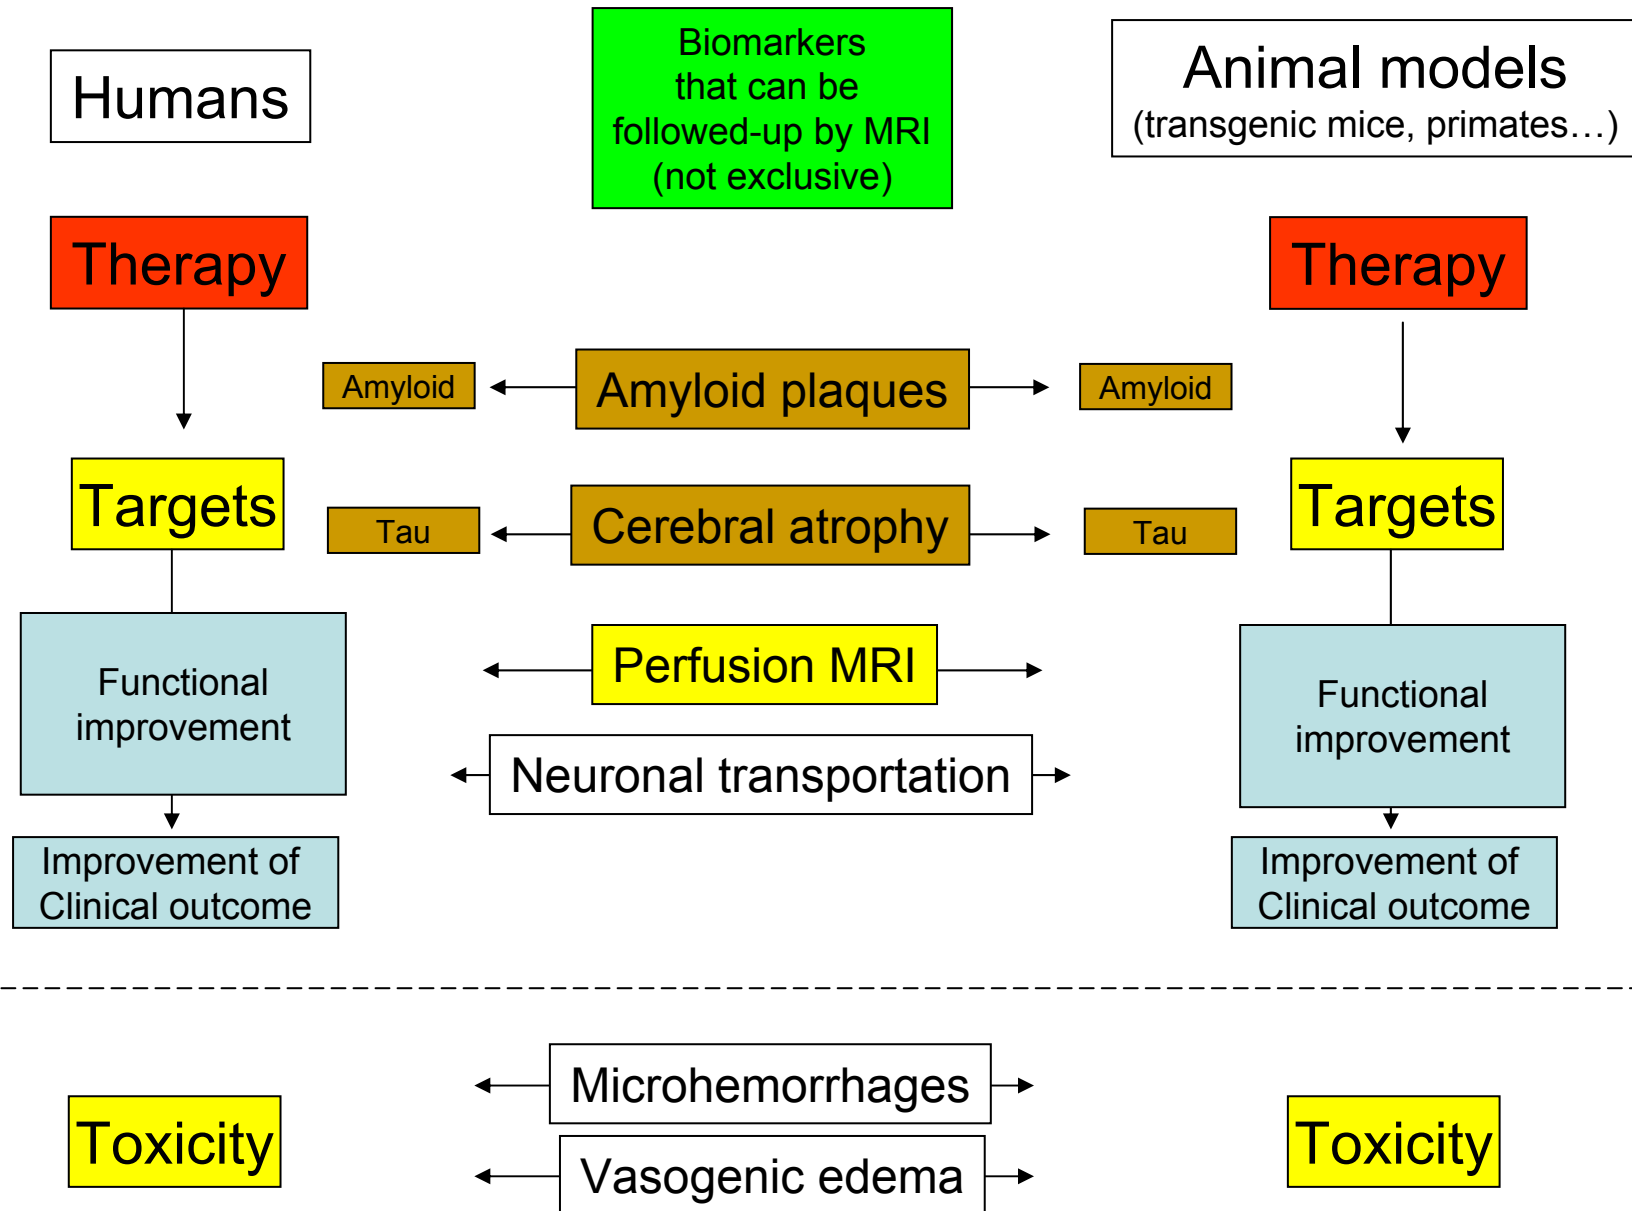 Humans
Biomarkers
that can be
followed-up by MRI
(not exclusive)
Animal models
(transgenic mice, primates…)
Therapy
Therapy
Amyloid
Amyloid plaques
Amyloid
Targets
Tau
Cerebral atrophy
Tau
Targets
Functional
improvement
Perfusion MRI
Functional
improvement
Neuronal transportation
Improvement of
Clinical outcome
Improvement of
Clinical outcome
Microhemorrhages
Toxicity
Toxicity
Vasogenic edema